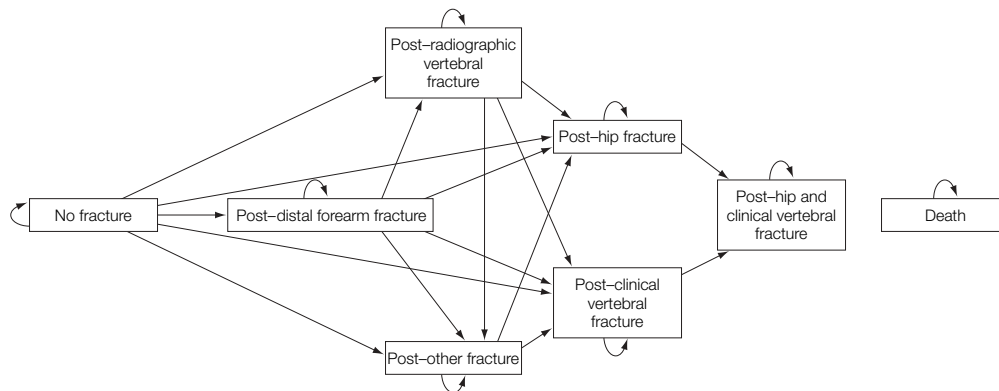 Post–radiographic
vertebral
fracture
Post–hip fracture
Post–hip and
clinical vertebral
fracture
No fracture
Post–distal forearm fracture
Death
Post–clinical
vertebral
fracture
Post–other fracture